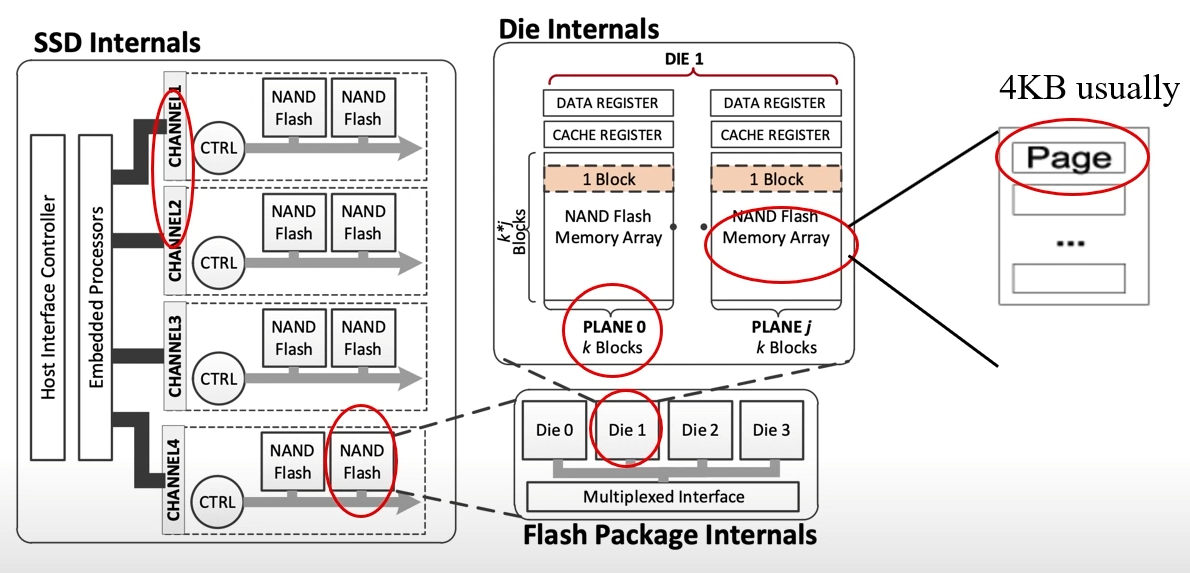 SSD Internals
Host Interface Controller
Embedded Processors
CHANNEL1
CTRL
NAND
Flash
NAND
Flash
CHANNEL2
CTRL
NAND
Flash
NAND
Flash
CHANNEL3
CTRL
NAND
Flash
NAND
Flash
CHANNEL4
CTRL
NAND
Flash
NAND
Flash
Die Internals
DIE 1
DATA REGISTER
CACHE REGISTER
1 Block
NAND Flash
Memory Array
k*j
Blocks
PLANE 0
k Blocks
DATA REGISTER
CACHE REGISTER
1 Block
NAND Flash
Memory Array
PLANE j
k Blocks
Die 0
Die 1
Die 2
Die 3
Multiplexed Interface
Flash Package Internals
4KB usually
Page
...